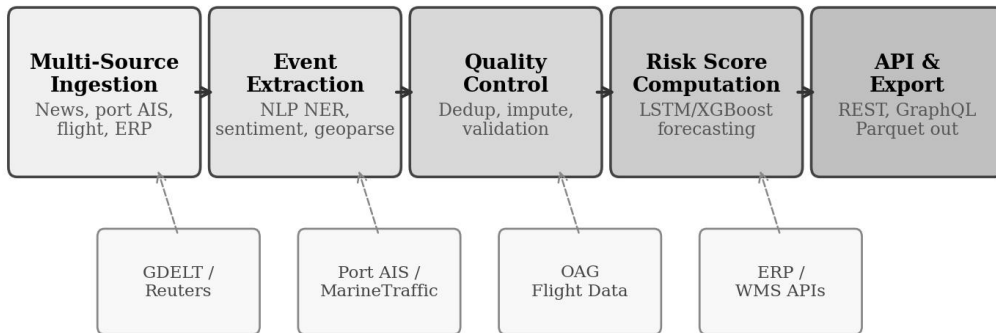 Multi-Source
Ingestion
News, port AIS,
flight, ERP
Event
Extraction
NLP NER,
sentiment, geoparse
Quality
Control
Dedup, impute,
validation
Risk Score
Computation
LSTM/XGBoost
forecasting
API &
Export
REST, GraphQL
Parquet out
GDELT /
Reuters
Port AIS /
MarineTraffic
OAG
Flight Data
ERP /
WMS APIs